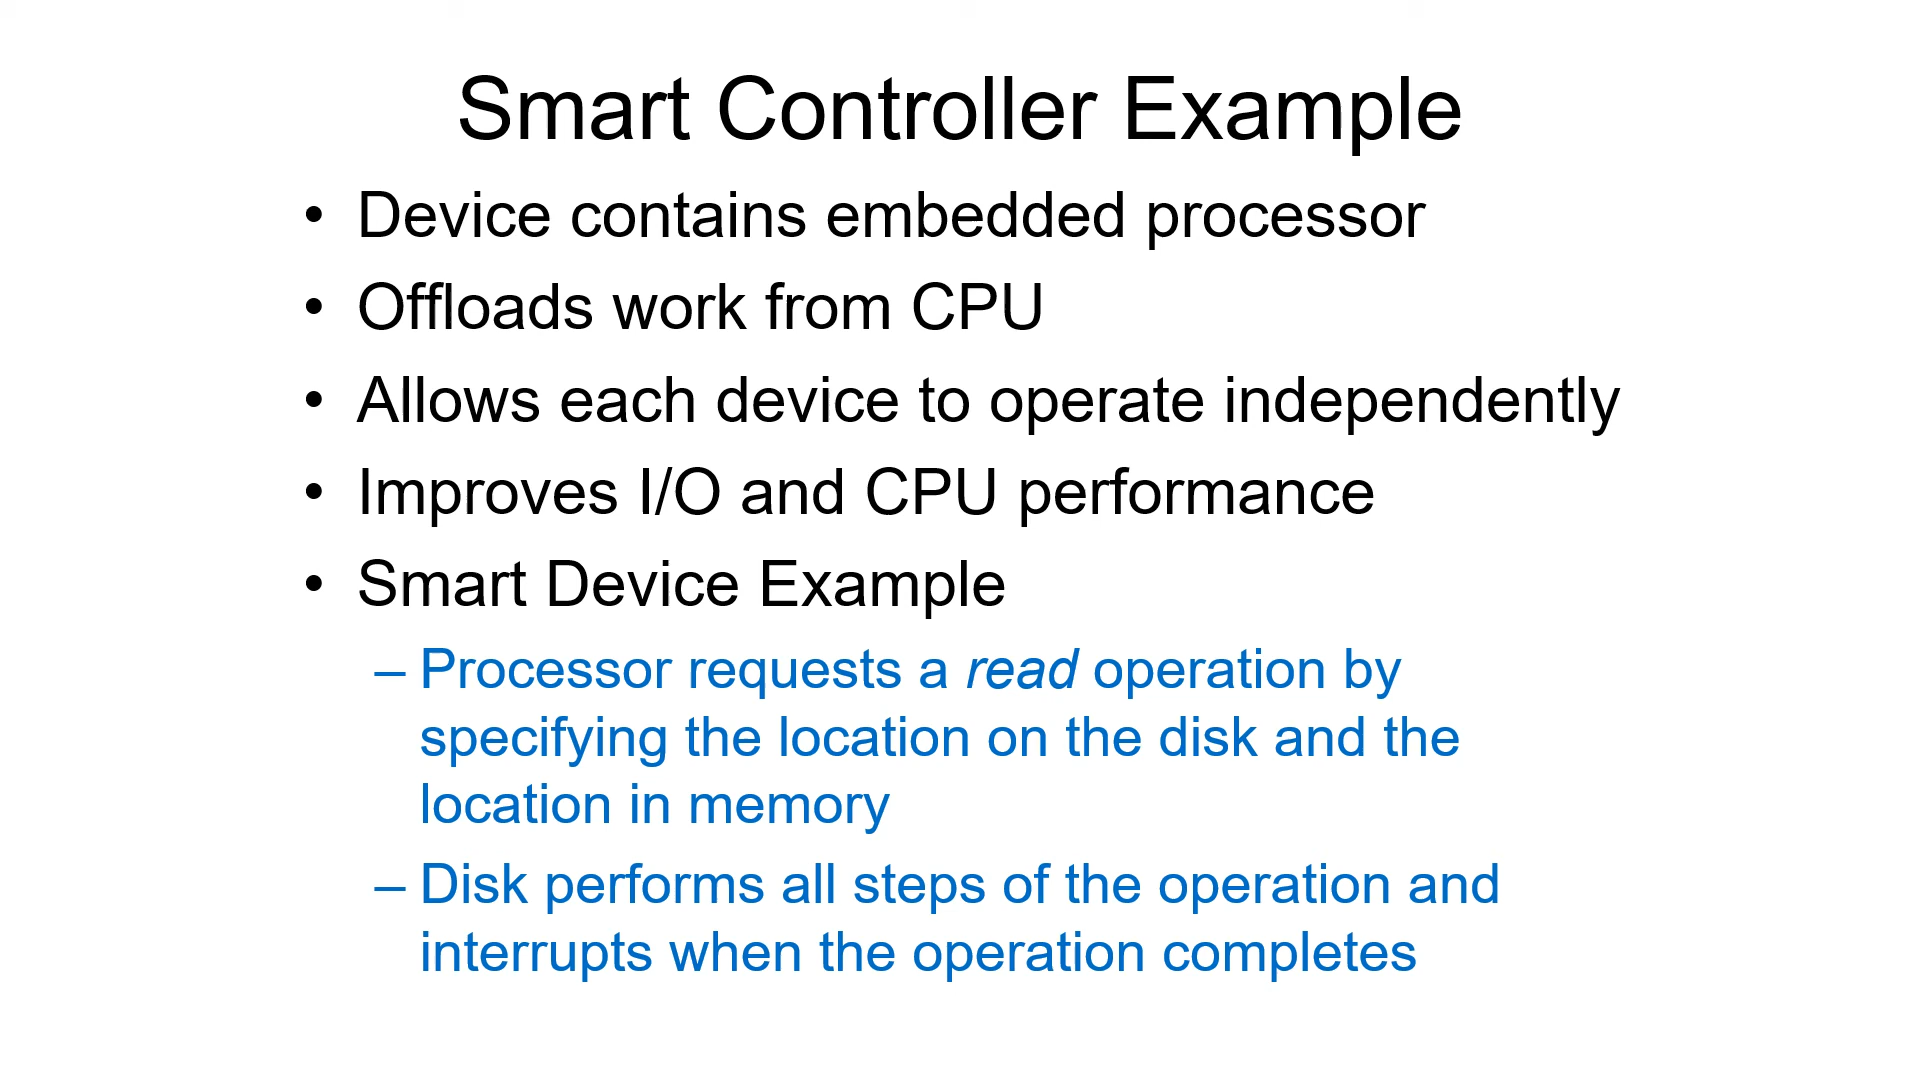 Smart Controller Example
• Device contains embedded processor
• Offloads work from CPU
• Allows each device to operate independently
• Improves I/O and CPU performance
• Smart Device Example
– Processor requests a read operation by
specifying the location on the disk and the
location in memory
– Disk performs all steps of the operation and
interrupts when the operation completes